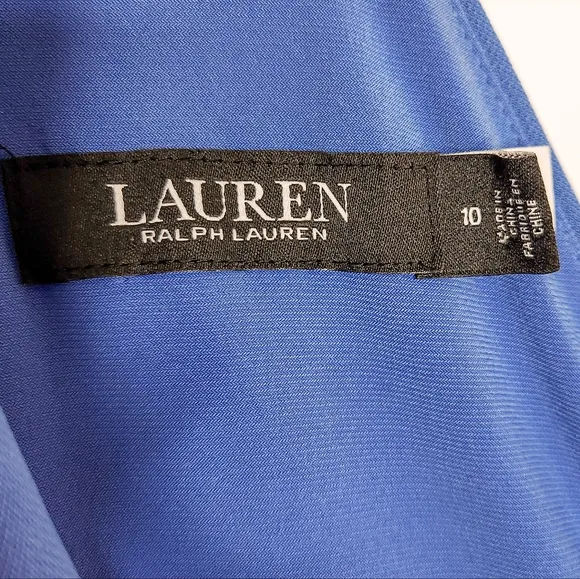 LAUREN
RALPH LAUREN
10
MADE IN
CHINA
FABRIQUÉ EN
CHINE